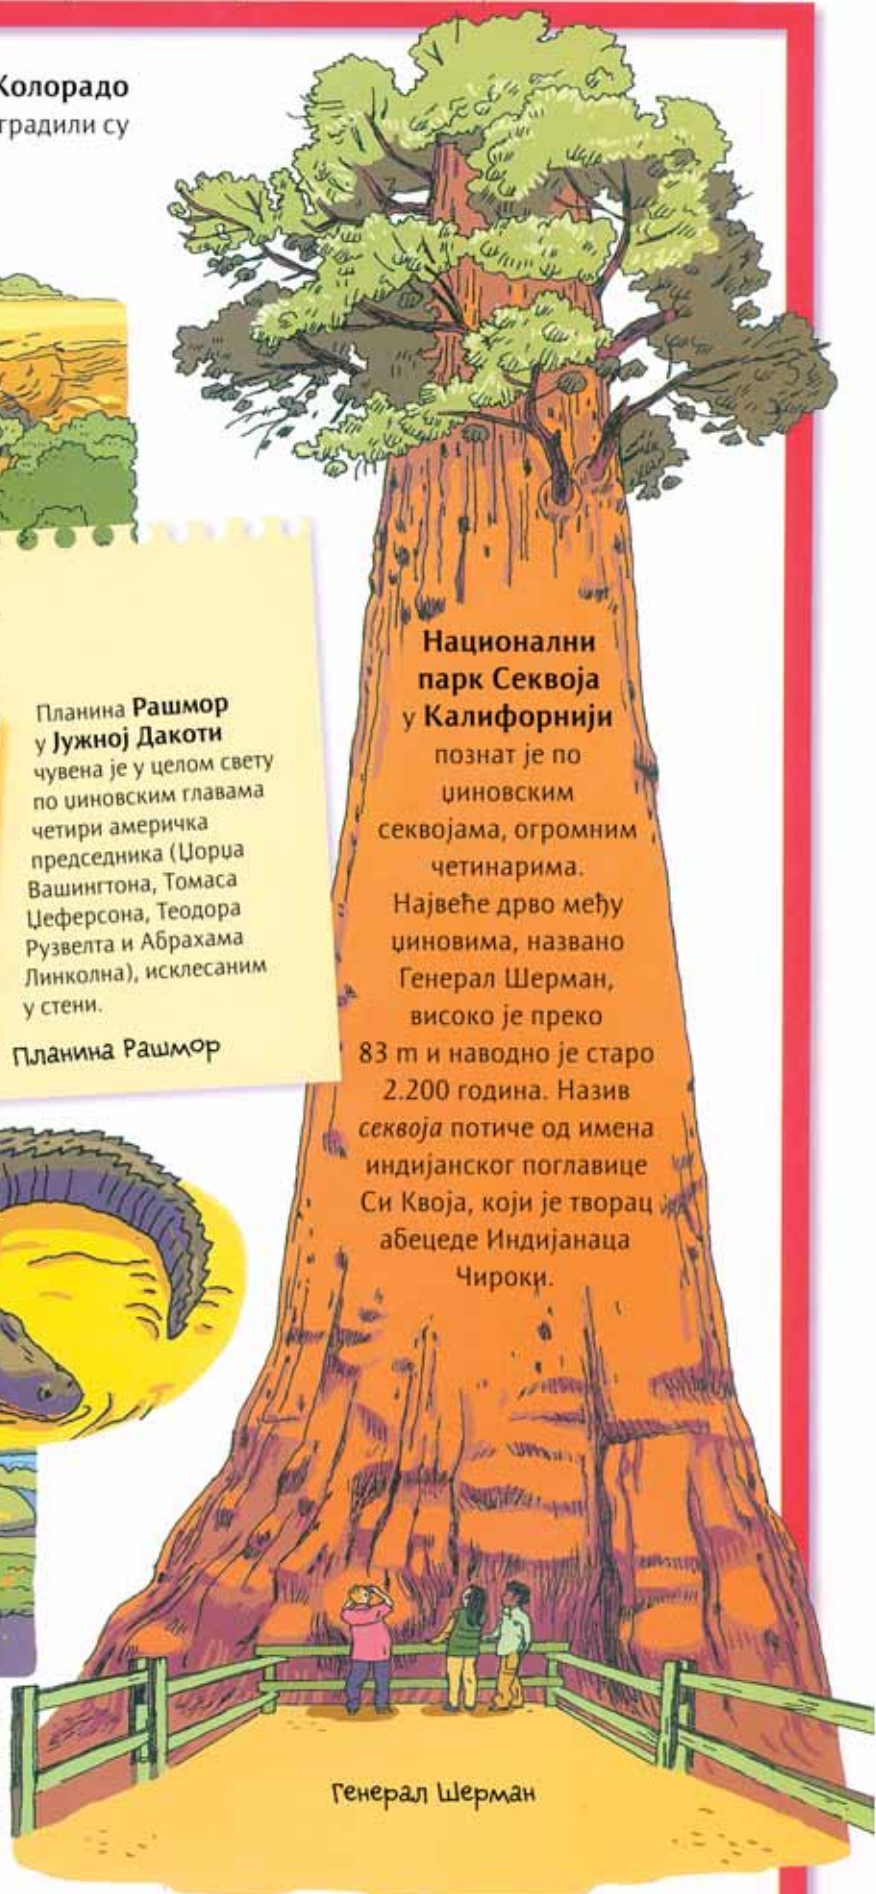 Колорадо
градили су
Планина Рашмор
у Јужној Дакоти
чувена је у целом свету
по џиновским главама
четири америчка
председника (Џорџа
Вашингтона, Томаса
Џеферсона, Теодора
Рузвелта и Абрахама
Линколна), исклесаним
у стени.
Планина Рашмор
Национални
парк Секвоја
у Калифорнији
познат је по
џиновским
секвојама, огромним
четинарима.
Највеће дрво међу
џиновима, названо
Генерал Шерман,
високо је преко
83 m и наводно је старо
2.200 година. Назив
секвоја потиче од имена
индијанског поглавице
Си Квоја, који је творац
абецеде Индијанаца
Чироки.
Генерал Шерман